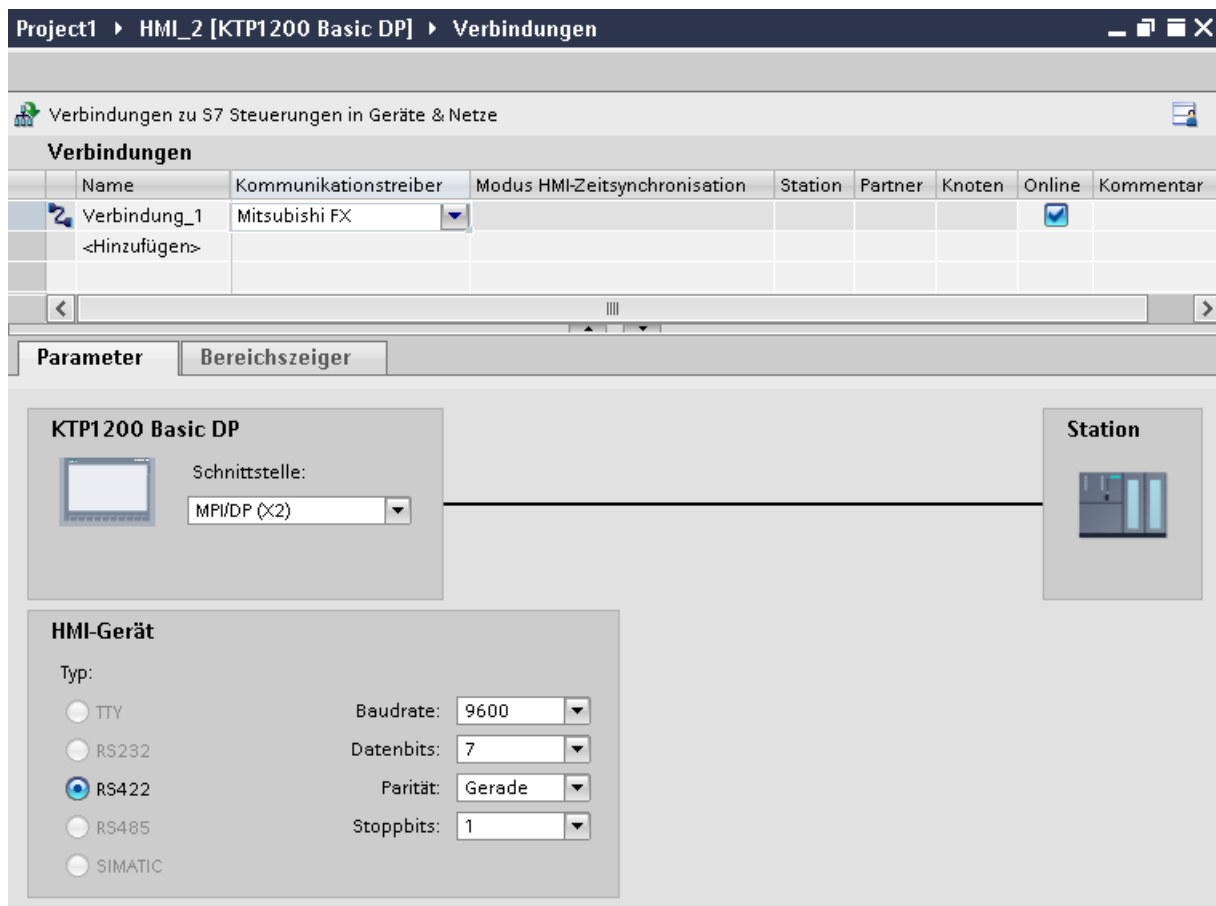 Project1 ▸ HMI_2 [KTP1200 Basic DP] ▸ Verbindungen
Verbindungen zu S7 Steuerungen in Geräte & Netze
Verbindungen
Name Kommunikationstreiber Modus HMI-Zeitsynchronisation Station Partner Knoten Online Kommentar
Verbindung_1 Mitsubishi FX
<Hinzufügen>
Parameter Bereichszeiger
KTP1200 Basic DP
Schnittstelle:
MPI/DP (X2)
Station
HMI-Gerät
Typ:
TTY Baudrate: 9600
RS232 Datenbits: 7
RS422 Parität: Gerade
RS485 Stoppbits: 1
SIMATIC